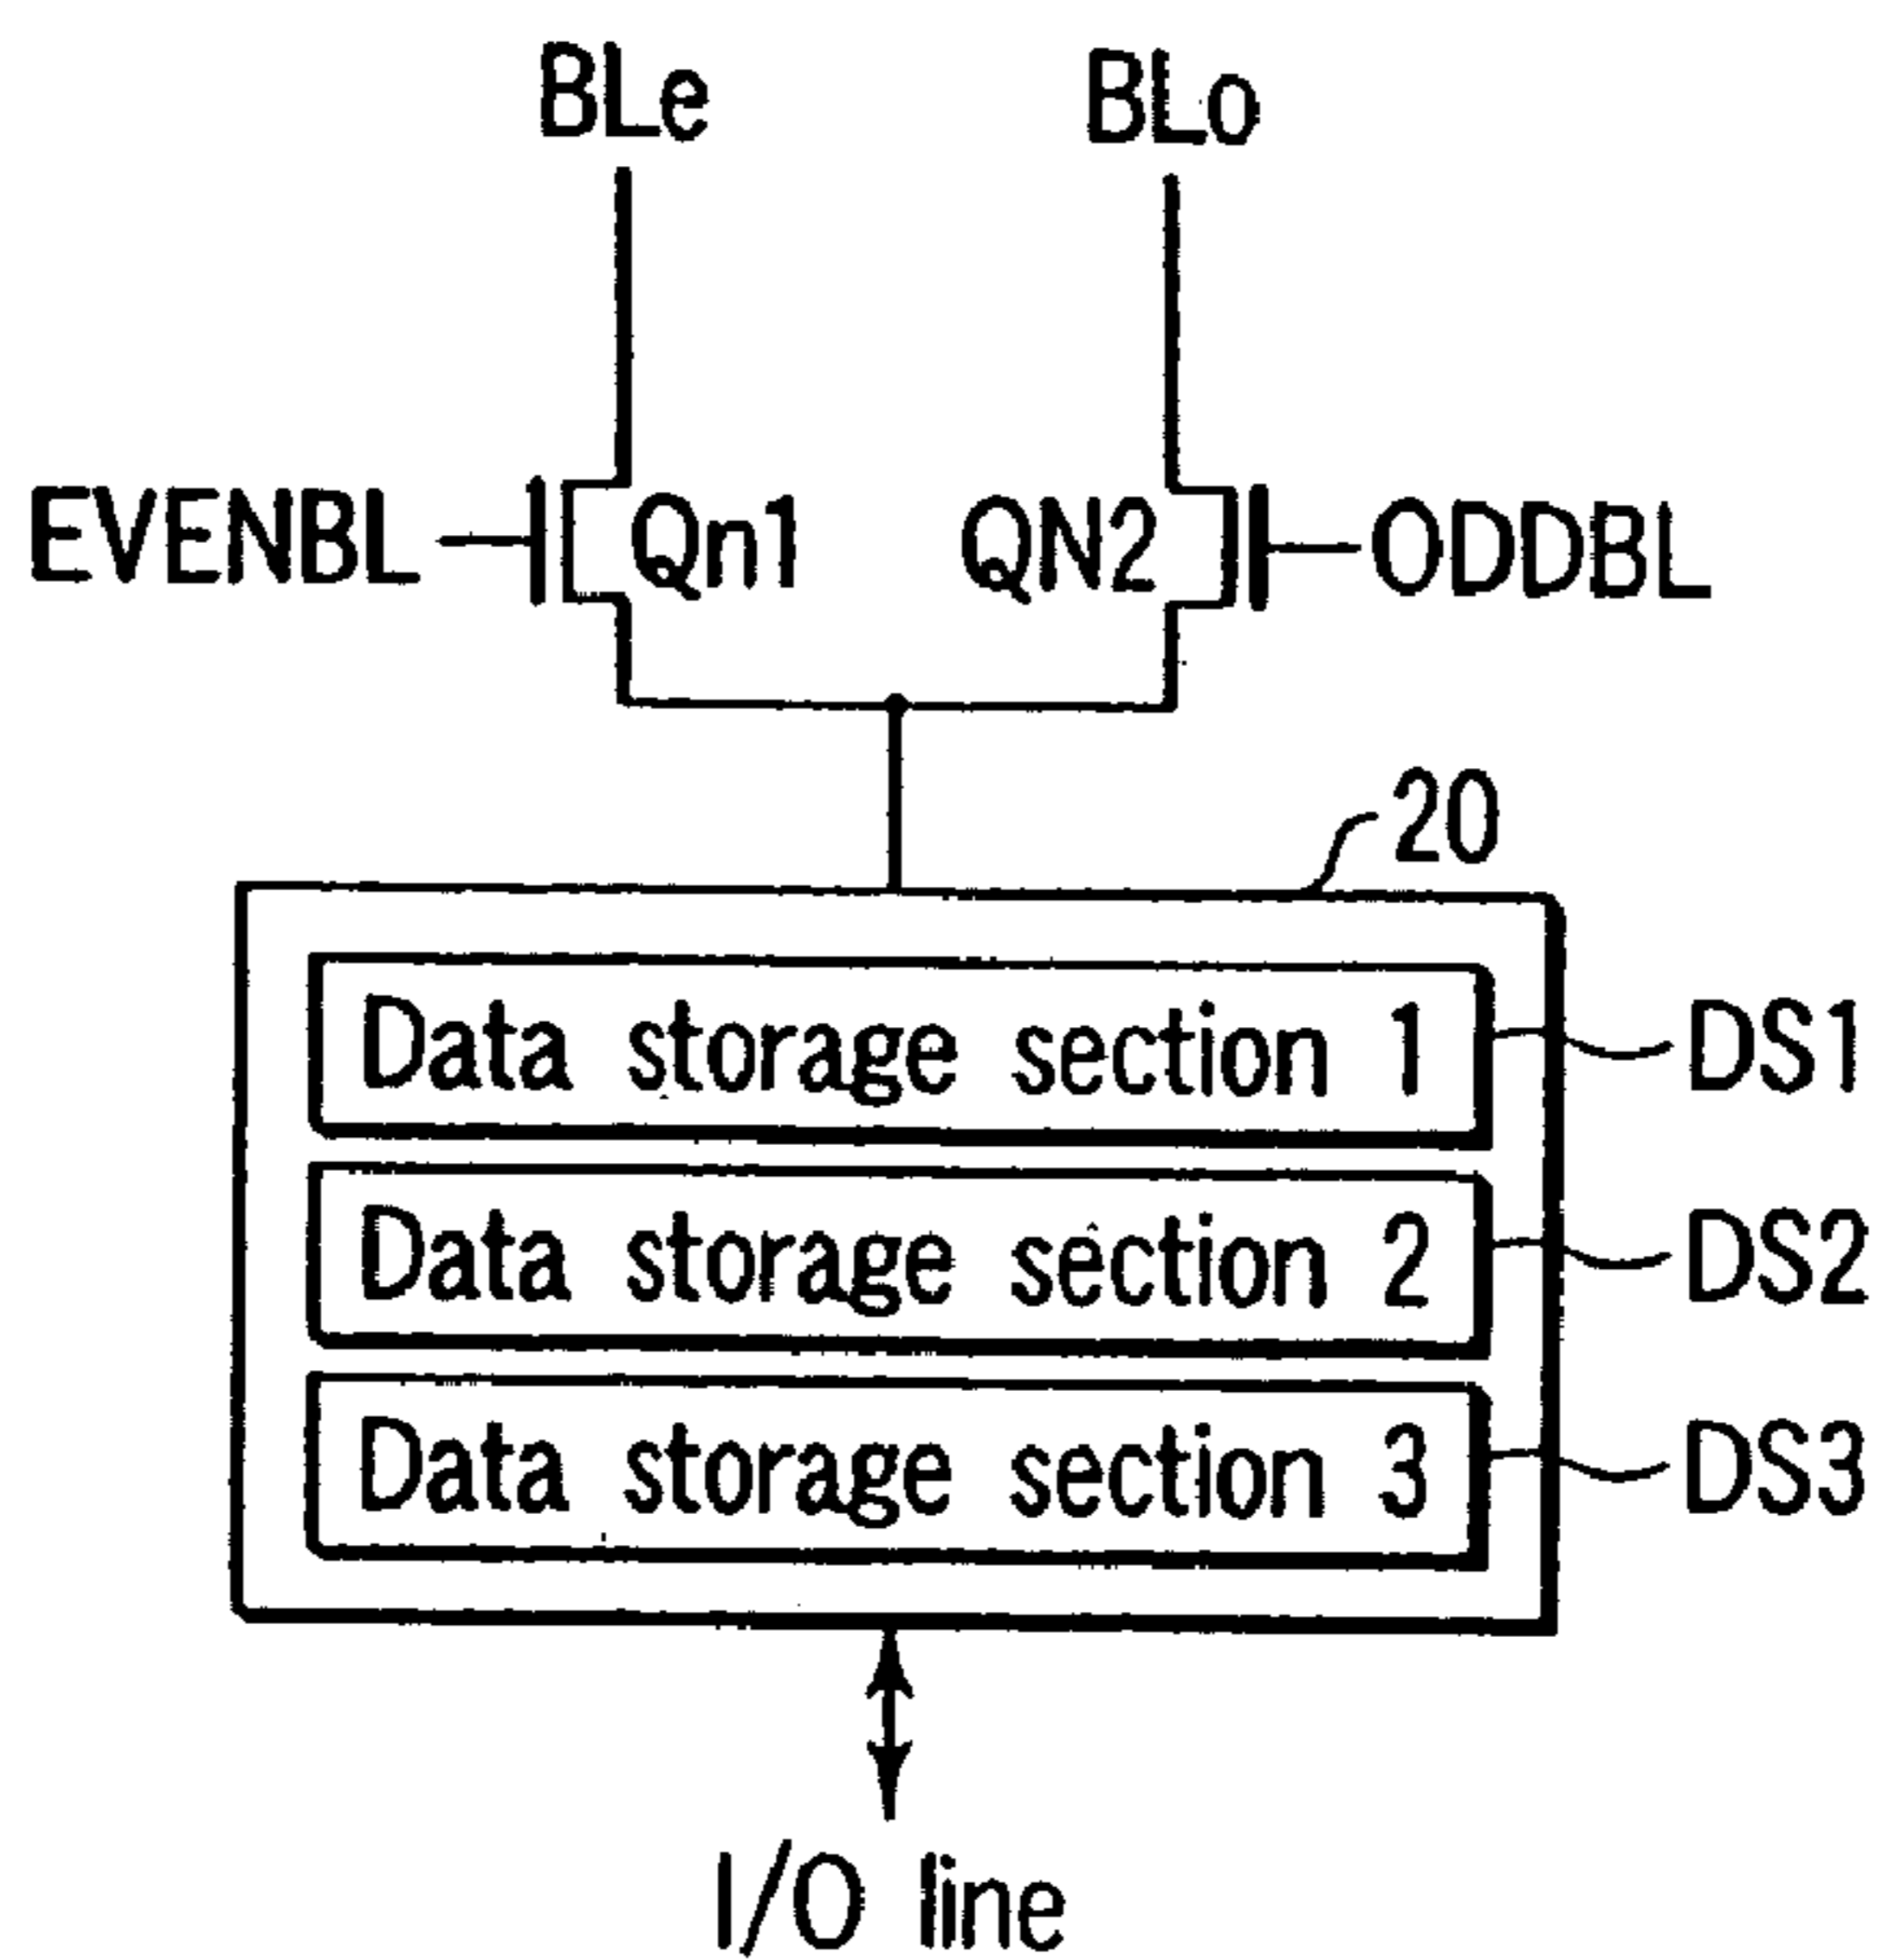 BLe BLo
EVENBL Qn1 QN2 ODDBL
20
Data storage section 1 DS1
Data storage section 2 DS2
Data storage section 3 DS3
I/O line